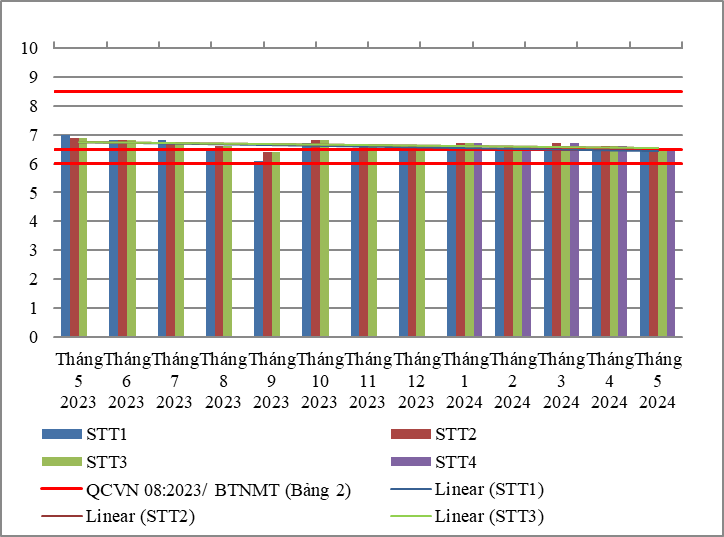 10
9
8
7
6
5
4
3
2
1
0
Tháng 5 2023
Tháng 6 2023
Tháng 7 2023
Tháng 8 2023
Tháng 9 2023
Tháng 10 2023
Tháng 11 2023
Tháng 12 2023
Tháng 1 2024
Tháng 2 2024
Tháng 3 2024
Tháng 4 2024
Tháng 5 2024
STT1
STT2
STT3
STT4
QCVN 08:2023/ BTNMT (Bảng 2)
Linear (STT1)
Linear (STT2)
Linear (STT3)